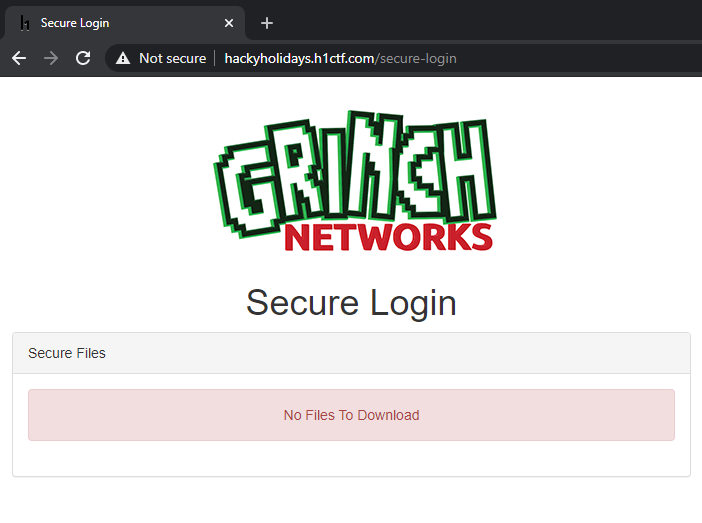 Secure Login
Not secure
hackyholidays.h1ctf.com/secure-login
GRINCH
NETWORKS
Secure Login
Secure Files
No Files To Download